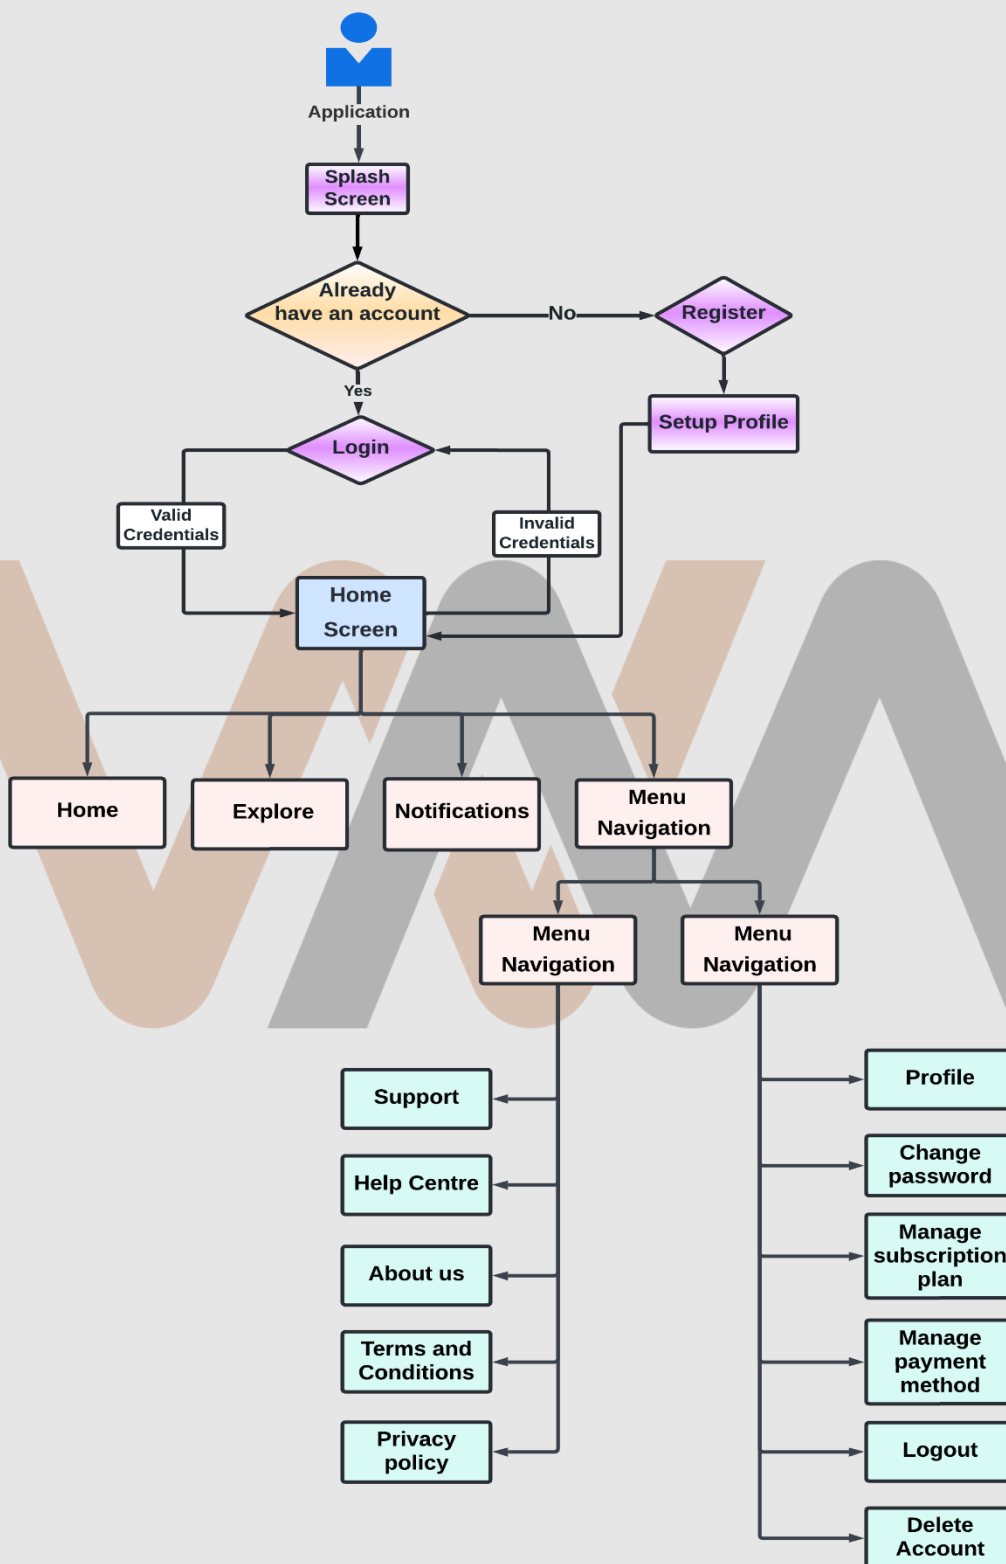 Application
Splash
Screen
Already
have an account
No
Register
Yes
Setup Profile
Login
Valid
Credentials
Invalid
Credentials
Home
Screen
Home
Explore
Notifications
Menu
Navigation
Menu
Navigation
Menu
Navigation
Support
Help Centre
About us
Terms and
Conditions
Privacy
policy
Profile
Change
password
Manage
subscription
plan
Manage
payment
method
Logout
Delete
Account